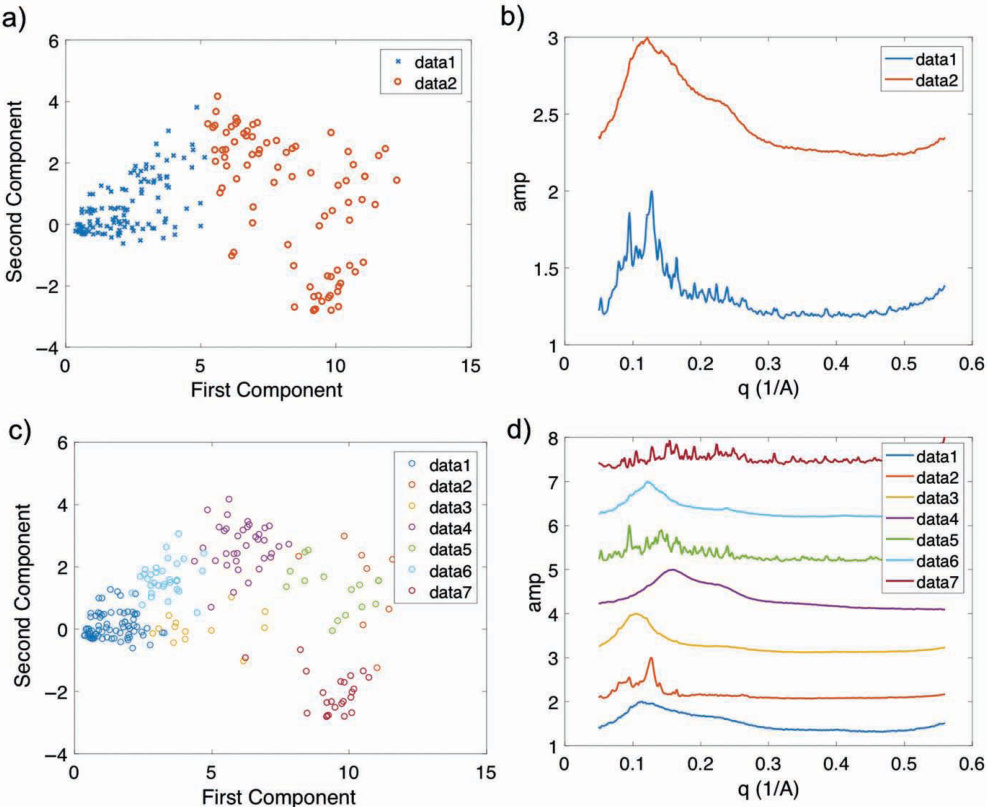 a)
6
4
2
0
−2
−4
Second Component
0
5
10
15
First Component
data1
data2
b)
3
2.5
2
1.5
1
amp
0
0.1
0.2
0.3
0.4
0.5
0.6
q (1/A)
data1
data2
c)
6
4
2
0
−2
−4
Second Component
0
5
10
15
First Component
data1
data2
data3
data4
data5
data6
data7
d)
8
7
6
5
4
3
2
1
amp
0
0.1
0.2
0.3
0.4
0.5
0.6
q (1/A)
data1
data2
data3
data4
data5
data6
data7